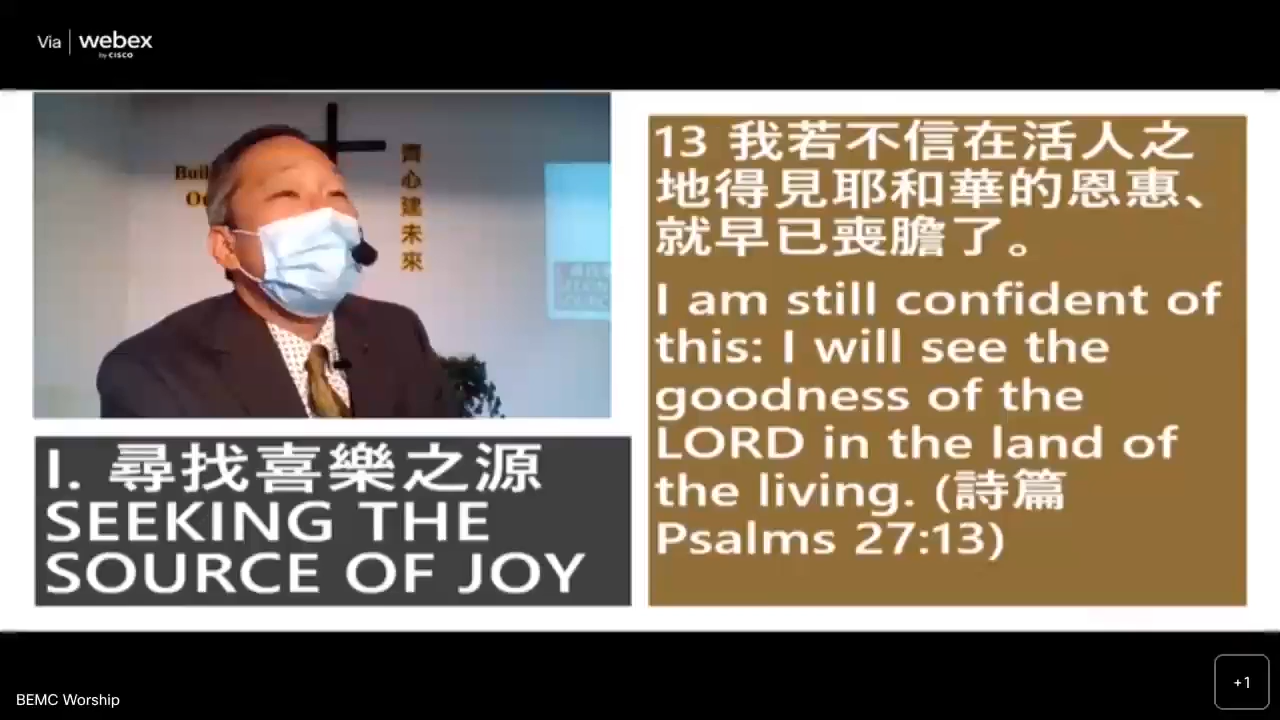 Via
webex
by CISCO
Buil
齊心建未來
I. 尋找喜樂之源
SEEKING THE
SOURCE OF JOY
13 我若不信在活人之
地得見耶和華的恩惠、
就早已喪膽了。
I am still confident of
this: I will see the
goodness of the
LORD in the land of
the living. (詩篇
Psalms 27:13)
BEMC Worship
+1